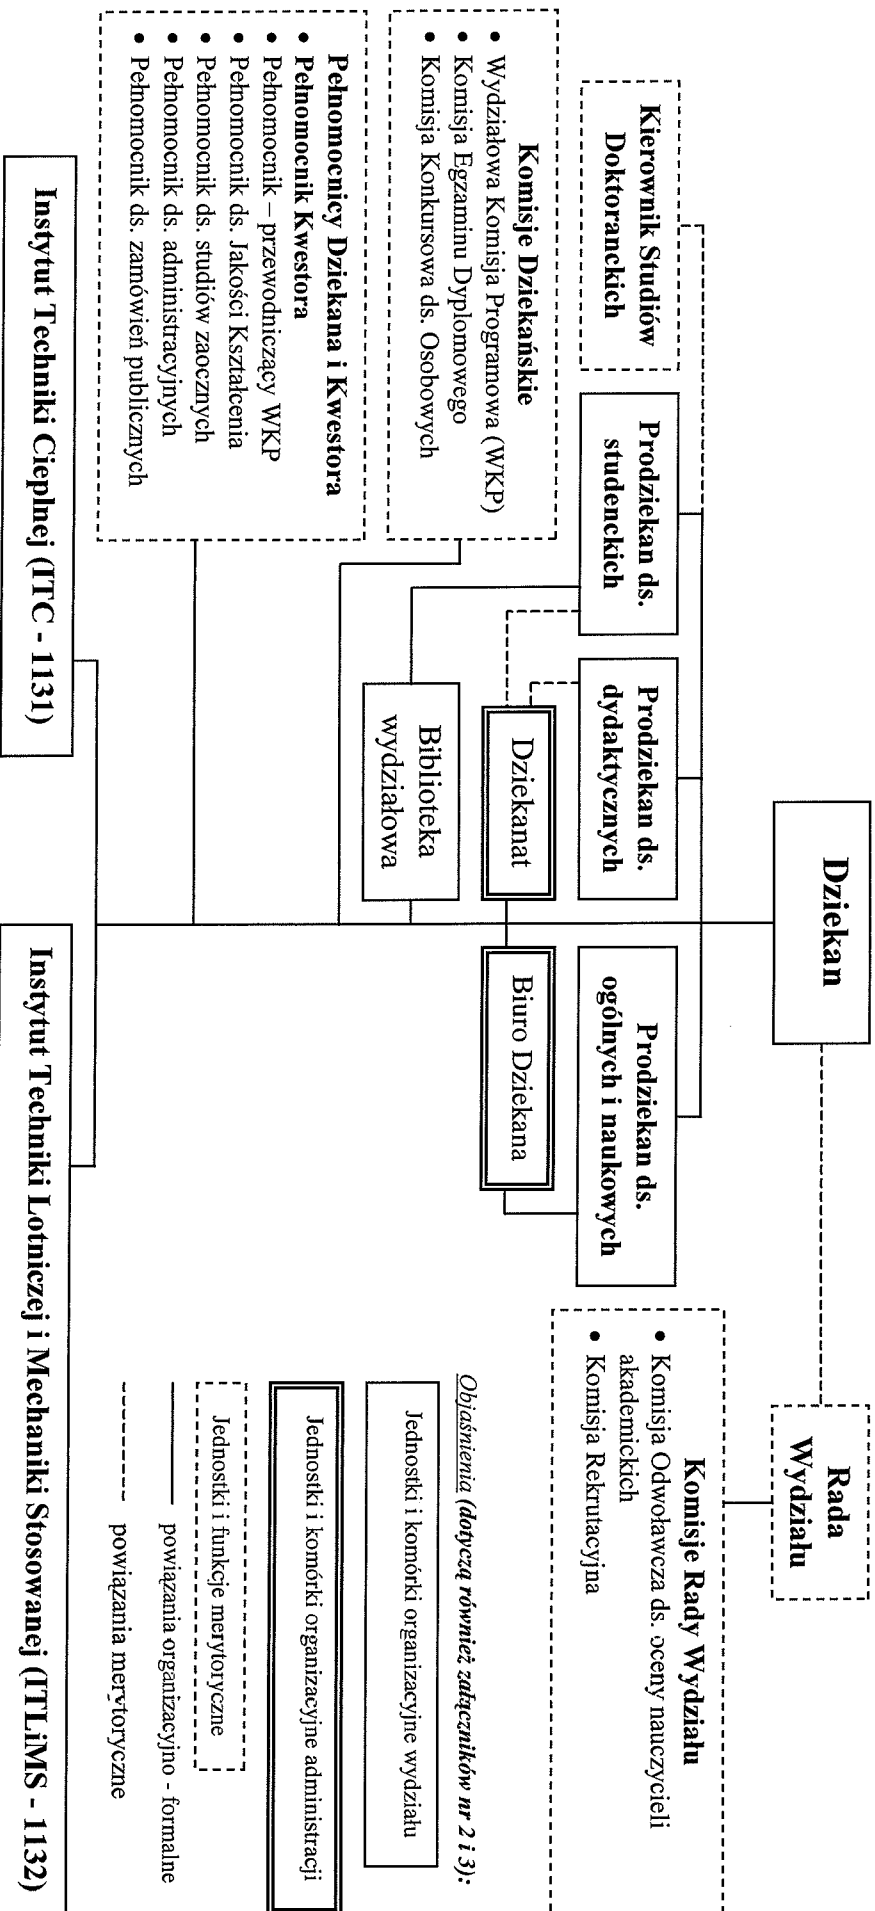 Dziekan
Rada
Wydziału
Kierownik Studiów
Doktoranckich
Prodziekan ds.
studenckich
Prodziekan ds.
dydaktycznych
Prodziekan ds.
ogólnych i naukowych
Komisje Rady Wydziału
• Komisja Odwoławcza ds. oceny nauczycieli
akademickich
• Komisja Rekrutacyjna
Komisje Dziekańskie
• Wydziałowa Komisja Programowa (WKP)
• Komisja Egzaminu Dyplomowego
• Komisja Konkursowa ds. Osobowych
Dziekanat
Biuro Dziekana
Biblioteka
wydziałowa
Pełnomocnicy Dziekana i Kwestora
• Pełnomocnik Kwestora
• Pełnomocnik – przewodniczący WKP
• Pełnomocnik ds. Jakości Kształcenia
• Pełnomocnik ds. studiów zaocznych
• Pełnomocnik ds. administracyjnych
• Pełnomocnik ds. zamówień publicznych
Objaśnienia (dotyczą również załączników nr 2 i 3):
Jednostki i komórki organizacyjne wydziału
Jednostki i komórki organizacyjne administracji
Jednostki i funkcje merytoryczne
powiązania organizacyjno - formalne
powiązania merytoryczne
Instytut Techniki Cieplnej (ITC - 1131)
Instytut Techniki Lotniczej i Mechaniki Stosowanej (ITLiMS - 1132)